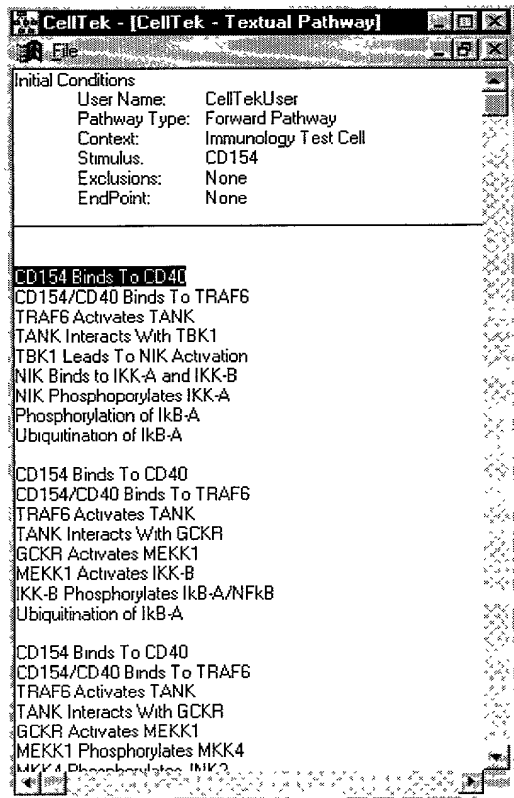 CellTek - [CellTek - Textual Pathway]
File
Initial Conditions
User Name: CellTekUser
Pathway Type: Forward Pathway
Context: Immunology Test Cell
Stimulus. CD154
Exclusions: None
EndPoint: None
CD154 Binds To CD40
CD154/CD40 Binds To TRAF6
TRAF6 Activates TANK
TANK Interacts With TBK1
TBK1 Leads To NIK Activation
NIK Binds to IKK-A and IKK-B
NIK Phosphoporylates IKK-A
Phosphorylation of IkB-A
Ubiquitination of IkB-A
CD154 Binds To CD40
CD154/CD40 Binds To TRAF6
TRAF6 Activates TANK
TANK Interacts With GCKR
GCKR Activates MEKK1
MEKK1 Activates IKK-B
IKK-B Phosphorylates IkB-A/NFkB
Ubiquitination of IkB-A
CD154 Binds To CD40
CD154/CD40 Binds To TRAF6
TRAF6 Activates TANK
TANK Interacts With GCKR
GCKR Activates MEKK1
MEKK1 Phosphorylates MKK4
MKK4 Phosphorylates